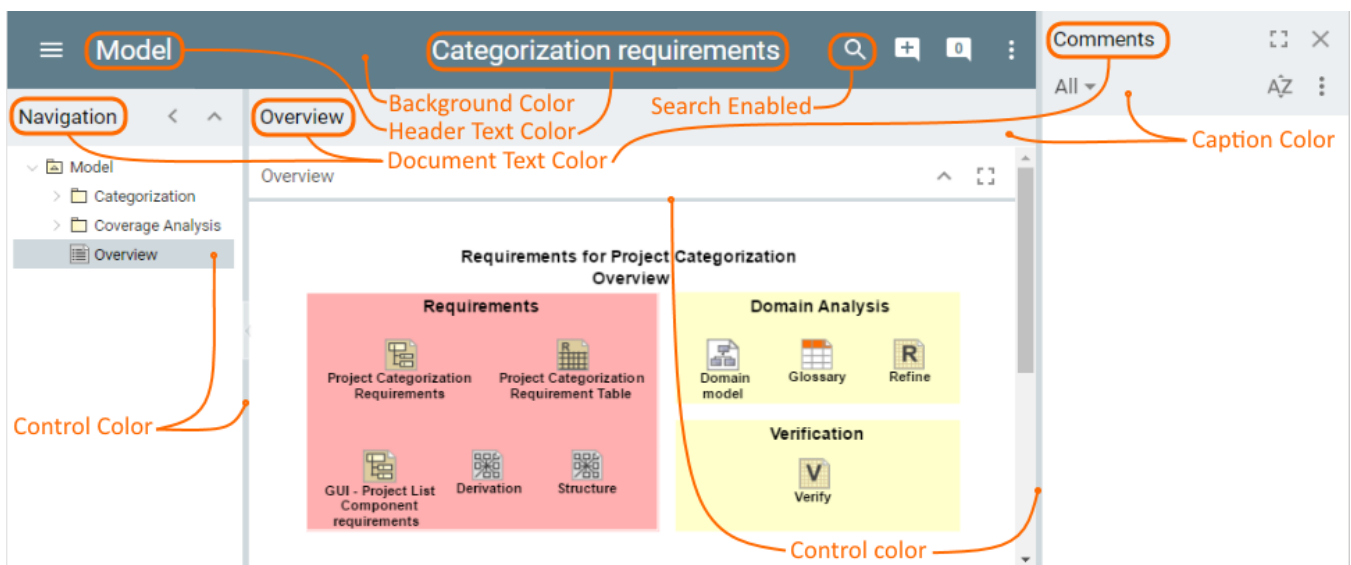 Model
Categorization requirements
0
Comments
All
AZ
Background Color
Search Enabled
Navigation
Overview
Header Text Color
Document Text Color
Caption Color
Model
Categorization
Coverage Analysis
Overview
Overview
Requirements for Project Categorization
Overview
Requirements
Project Categorization
Requirements
R
Project Categorization
Requirement Table
GUI - Project List
Component
requirements
Derivation
Structure
Domain Analysis
Domain
model
Glossary
R
Refine
Verification
V
Verify
Control Color
Control color